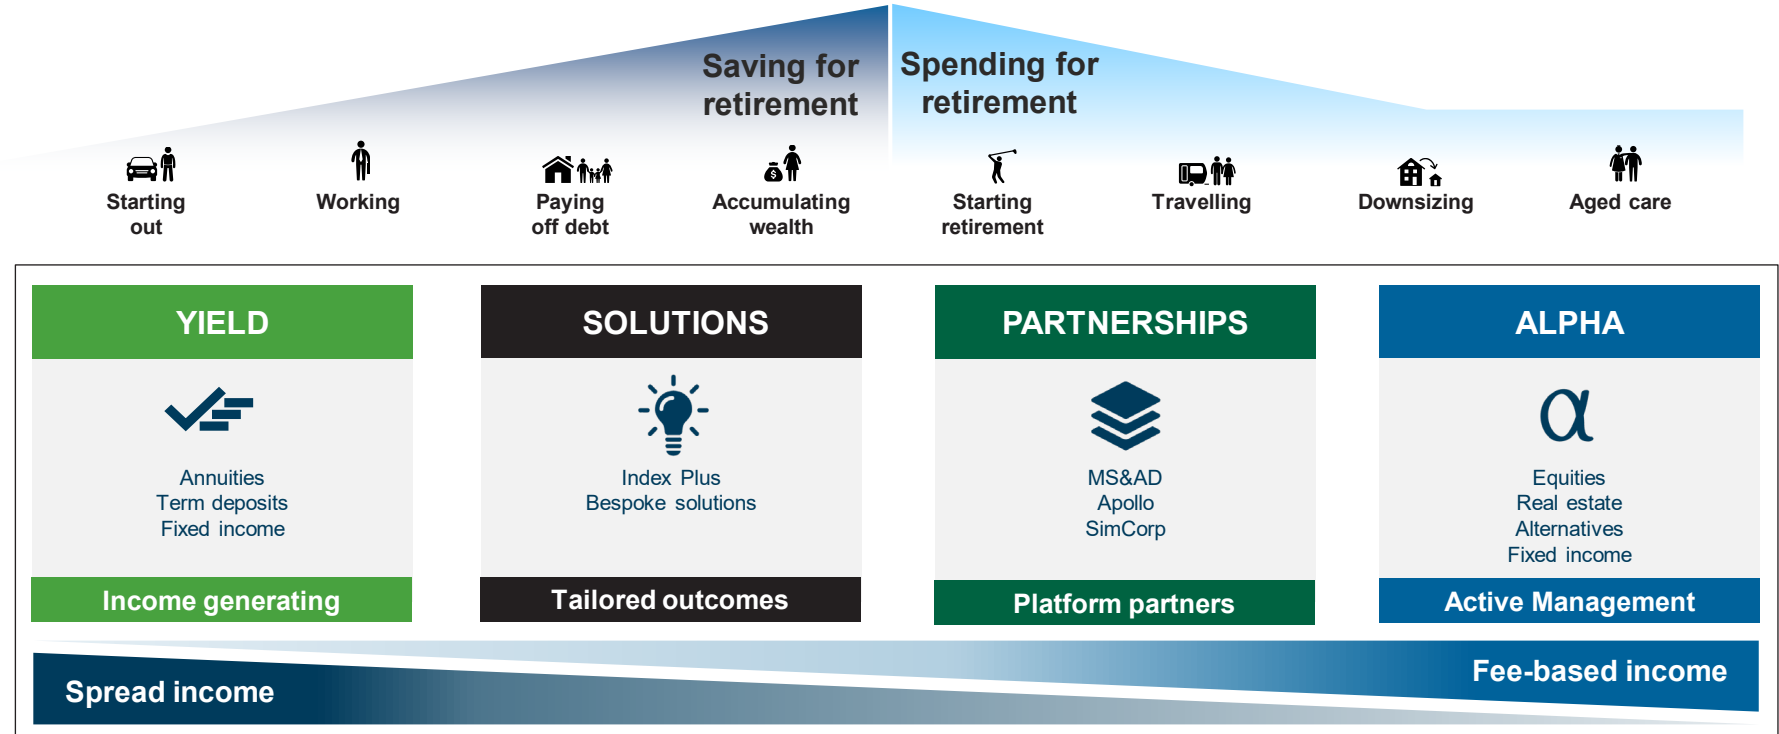 Saving for
retirement
Spending for
retirement
Starting
out
Working
Paying
off debt
Accumulating
wealth
Starting
retirement
Travelling
Downsizing
Aged care
YIELD
Annuities
Term deposits
Fixed income
Income generating
SOLUTIONS
Index Plus
Bespoke solutions
Tailored outcomes
PARTNERSHIPS
MS&AD
Apollo
SimCorp
Platform partners
ALPHA
α
Equities
Real estate
Alternatives
Fixed income
Active Management
Spread income
Fee-based income